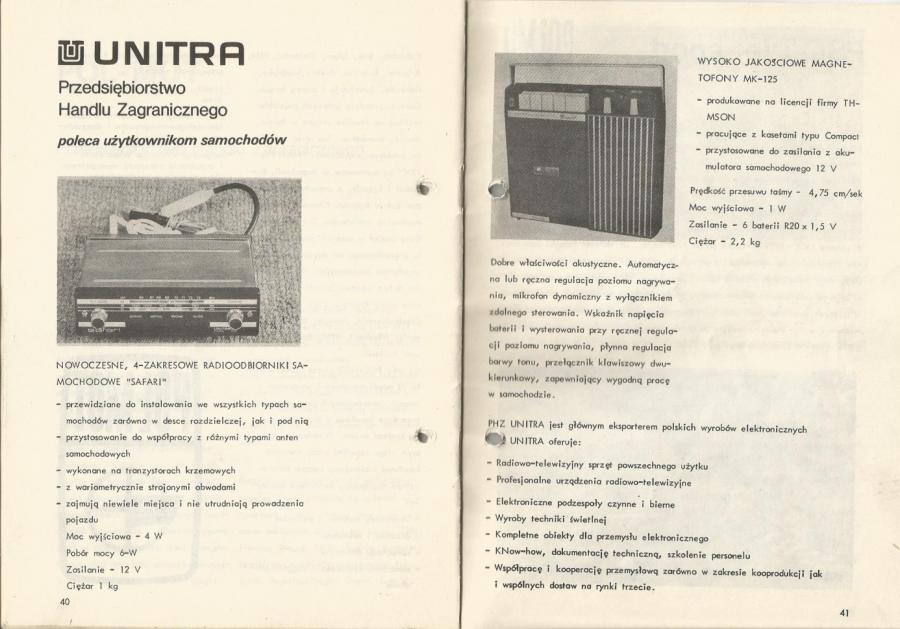 UNITRA
Przedsiębiorstwo
Handlu Zagranicznego
poleca użytkownikom samochodów
NOWOCZESNE, 4-ZAKRESOWE RADIOODBIORNIKI SA-
MOCHODOWE "SAFARI"
- przewidziane do instalowania we wszystkich typach sa-
mochodów zarówno w desce rozdzielczej, jak i pod nią
- przystosowanie do współpracy z różnymi typami anten
samochodowych
- wykonane na tranzystorach krzemowych
- z wariometrycznie strojonymi obwodami
- zajmują niewiele miejsca i nie utrudniają prowadzenia
pojazdu
Moc wyjściowa - 4 W
Pobór mocy 6-W
Zasilanie - 12 V
Ciężar 1 kg
40
WYSOKO JAKOŚCIOWE MAGNE-
TOFONY MK-125
- produkowane na licencji firmy TH-
MSON
- pracujące z kasetami typu Compact
- przystosowane do zasilania z aku-
mulatora samochodowego 12 V
Prędkość przesuwu taśmy - 4,75 cm/sek
Moc wyjściowa - 1 W
Zasilanie - 6 baterii R20 x 1,5 V
Ciężar - 2,2 kg
Dobre właściwości akustyczne. Automatycz-
na lub ręczna regulacja poziomu nagrywa-
nia, mikrofon dynamiczny z wyłącznikiem
zdalnego sterowania. Wskaźnik napięcia
baterii i wysterowania przy ręcznej regula-
cji poziomu nagrywania, płynna regulacja
barwy tonu, przełącznik klawiszowy dwu-
kierunkowy, zapewniający wygodną pracę
w samochodzie.
PHZ UNITRA jest głównym eksporterem polskich wyrobów elektronicznych
UNITRA oferuje:
- Radiowo-telewizyjny sprzęt powszechnego użytku
- Profesjonalne urządzenia radiowo-telewizyjne
- Elektroniczne podzespoły czynne i bierne
- Wyroby techniki świetlnej
- Kompletne obiekty dla przemysłu elektronicznego
- KNow-how, dokumentację techniczną, szkolenie personelu
- Współpracę i kooperację przemysłową zarówno w zakresie kooprodukcji jak
i wspólnych dostaw na rynki trzecie.
41